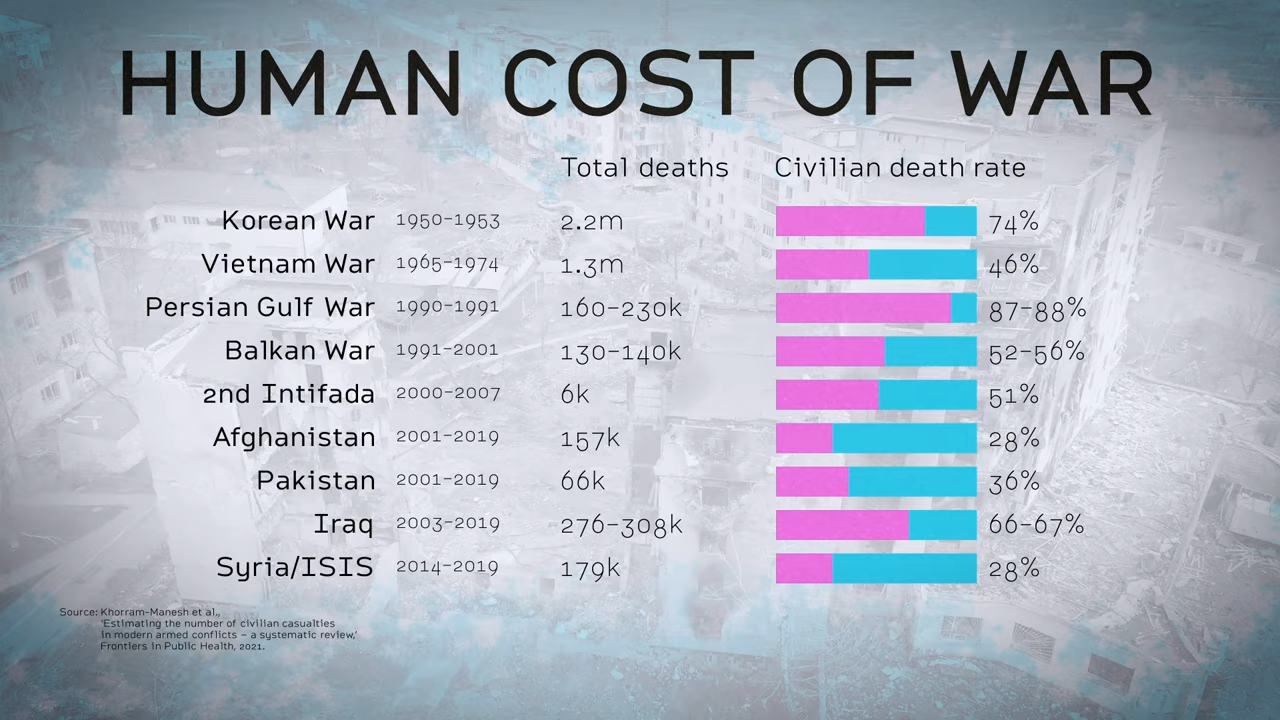 HUMAN COST OF WAR
Total deaths Civilian death rate
Korean War 1950-1953 2.2m 74%
Vietnam War 1965-1974 1.3m 46%
Persian Gulf War 1990-1991 160-230k 87-88%
Balkan War 1991-2001 130-140k 52-56%
2nd Intifada 2000-2007 6k 51%
Afghanistan 2001-2019 157k 28%
Pakistan 2001-2019 66k 36%
Iraq 2003-2019 276-308k 66-67%
Syria/ISIS 2014-2019 179k 28%
Source: Khorram-Manesh et al.,
'Estimating the number of civilian casualties
in modern armed conflicts – a systematic review,'
Frontiers in Public Health, 2021.